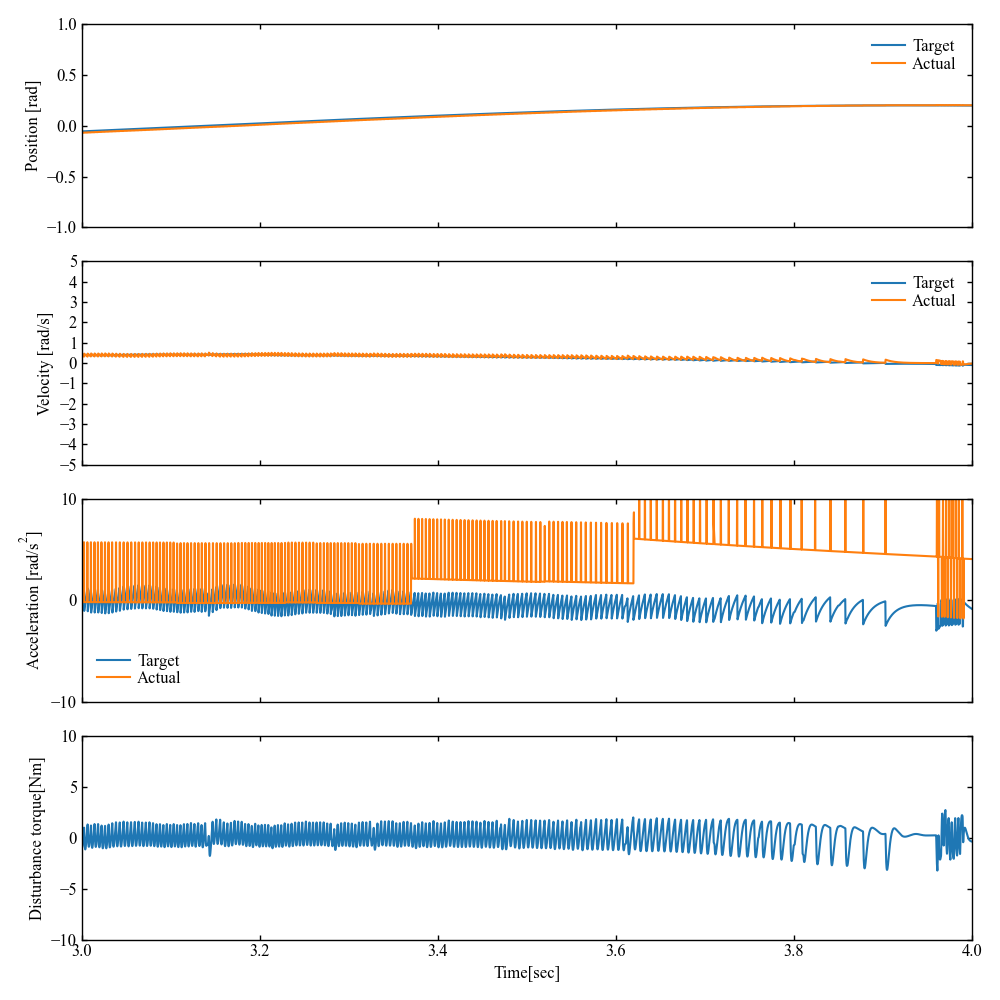 1.0
0.5
0.0
−0.5
−1.0
Position [rad]
Target
Actual
5
4
3
2
1
0
−1
−2
−3
−4
−5
Velocity [rad/s]
Target
Actual
10
0
−10
Acceleration [rad/s²]
Target
Actual
10
5
0
−5
−10
Disturbance torque[Nm]
3.0 3.2 3.4 3.6 3.8 4.0
Time[sec]